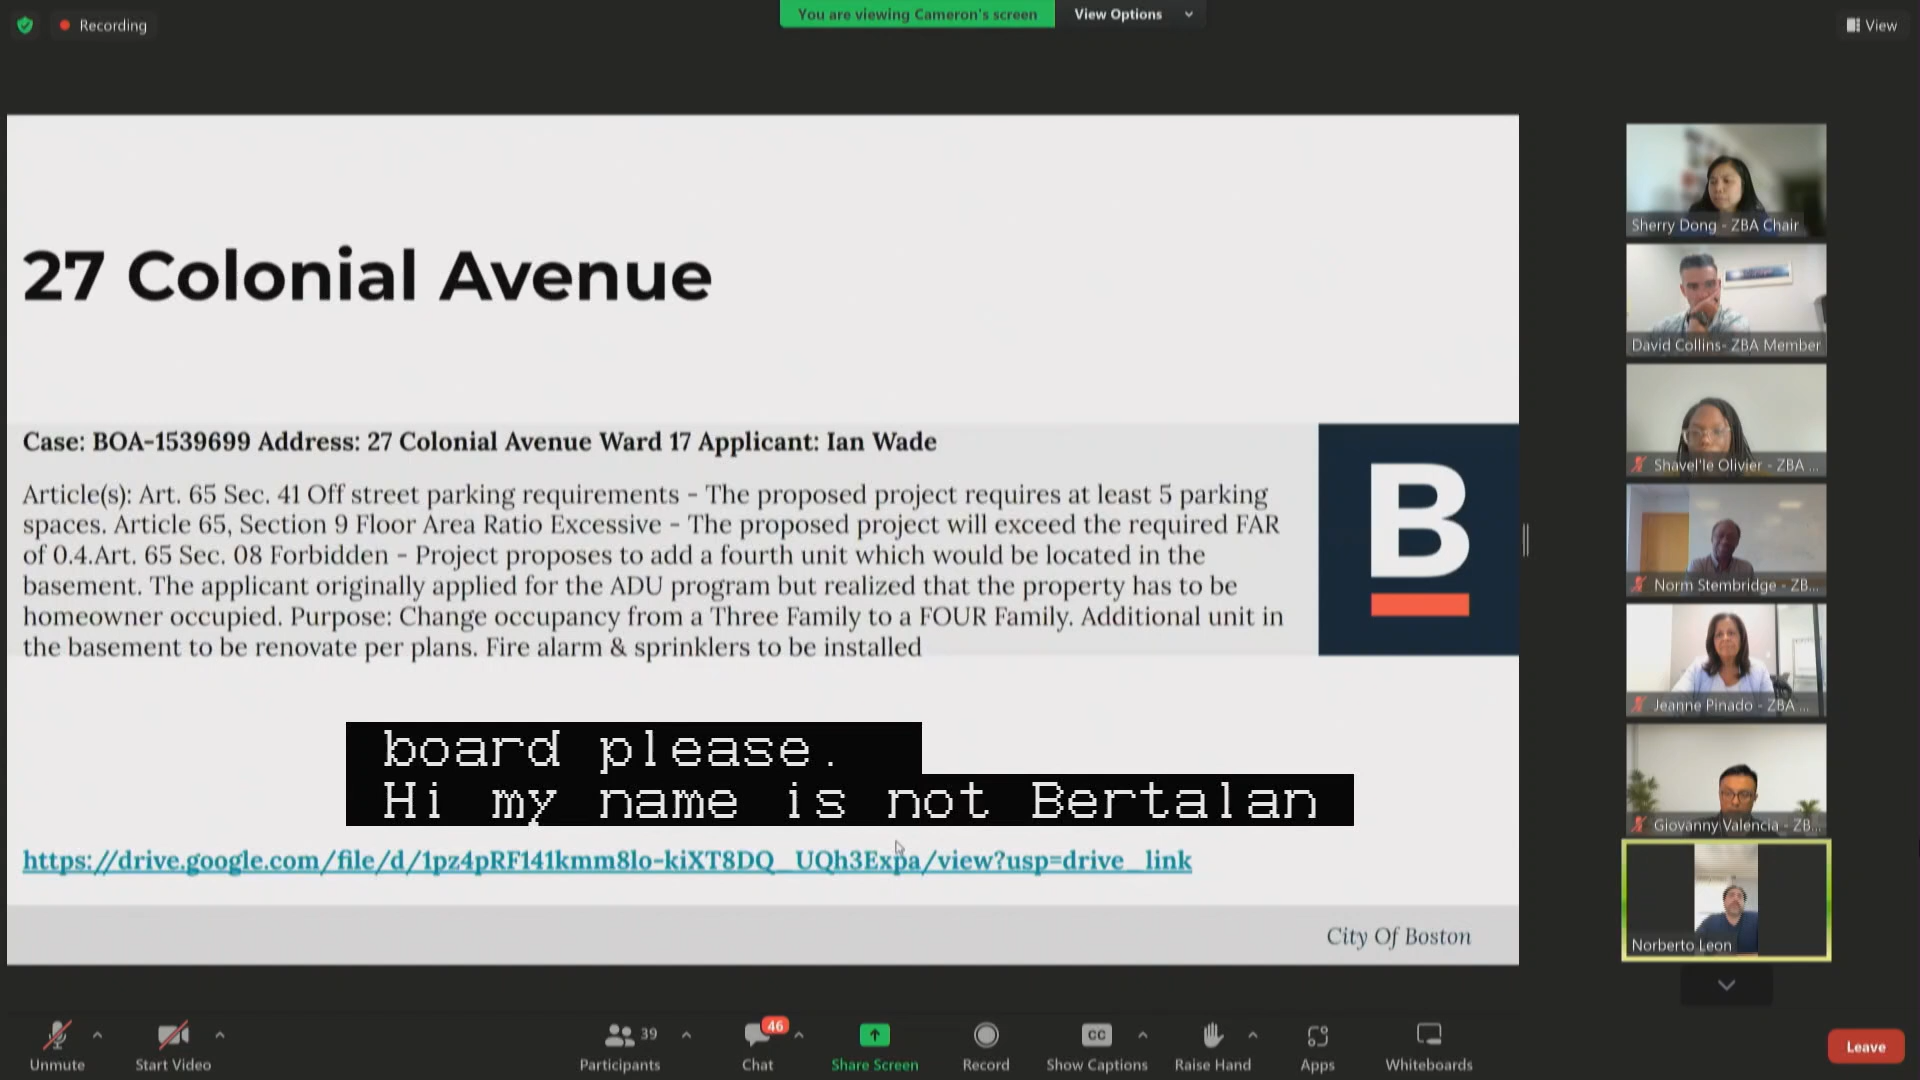 Recording
You are viewing Cameron's screen
View Options
View
27 Colonial Avenue
Case: BOA-1539699 Address: 27 Colonial Avenue Ward 17 Applicant: Ian Wade
Article(s): Art. 65 Sec. 41 Off street parking requirements - The proposed project requires at least 5 parking
spaces. Article 65, Section 9 Floor Area Ratio Excessive - The proposed project will exceed the required FAR
of 0.4.Art. 65 Sec. 08 Forbidden - Project proposes to add a fourth unit which would be located in the
basement. The applicant originally applied for the ADU program but realized that the property has to be
homeowner occupied. Purpose: Change occupancy from a Three Family to a FOUR Family. Additional unit in
the basement to be renovate per plans. Fire alarm & sprinklers to be installed
B
board please.
Hi my name is not Bertalan
https://drive.google.com/file/d/1pz4pRF141kmm8lo-kiXT8DQ_UQh3Expa/view?usp=drive_link
City Of Boston
Sherry Dong - ZBA Chair
David Collins- ZBA Member
Shavel'le Olivier - ZBA ...
Norm Stembridge - ZB...
Jeanne Pinado - ZBA ...
Giovanny Valencia - ZB...
Norberto Leon
Unmute
Start Video
39
Participants
46
Chat
Share Screen
Record
CC
Show Captions
Raise Hand
Apps
Whiteboards
Leave